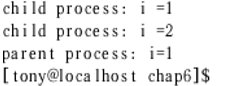 child process: i =1
child process: i =2
parent process: i=1
[tony@localhost chap6]$